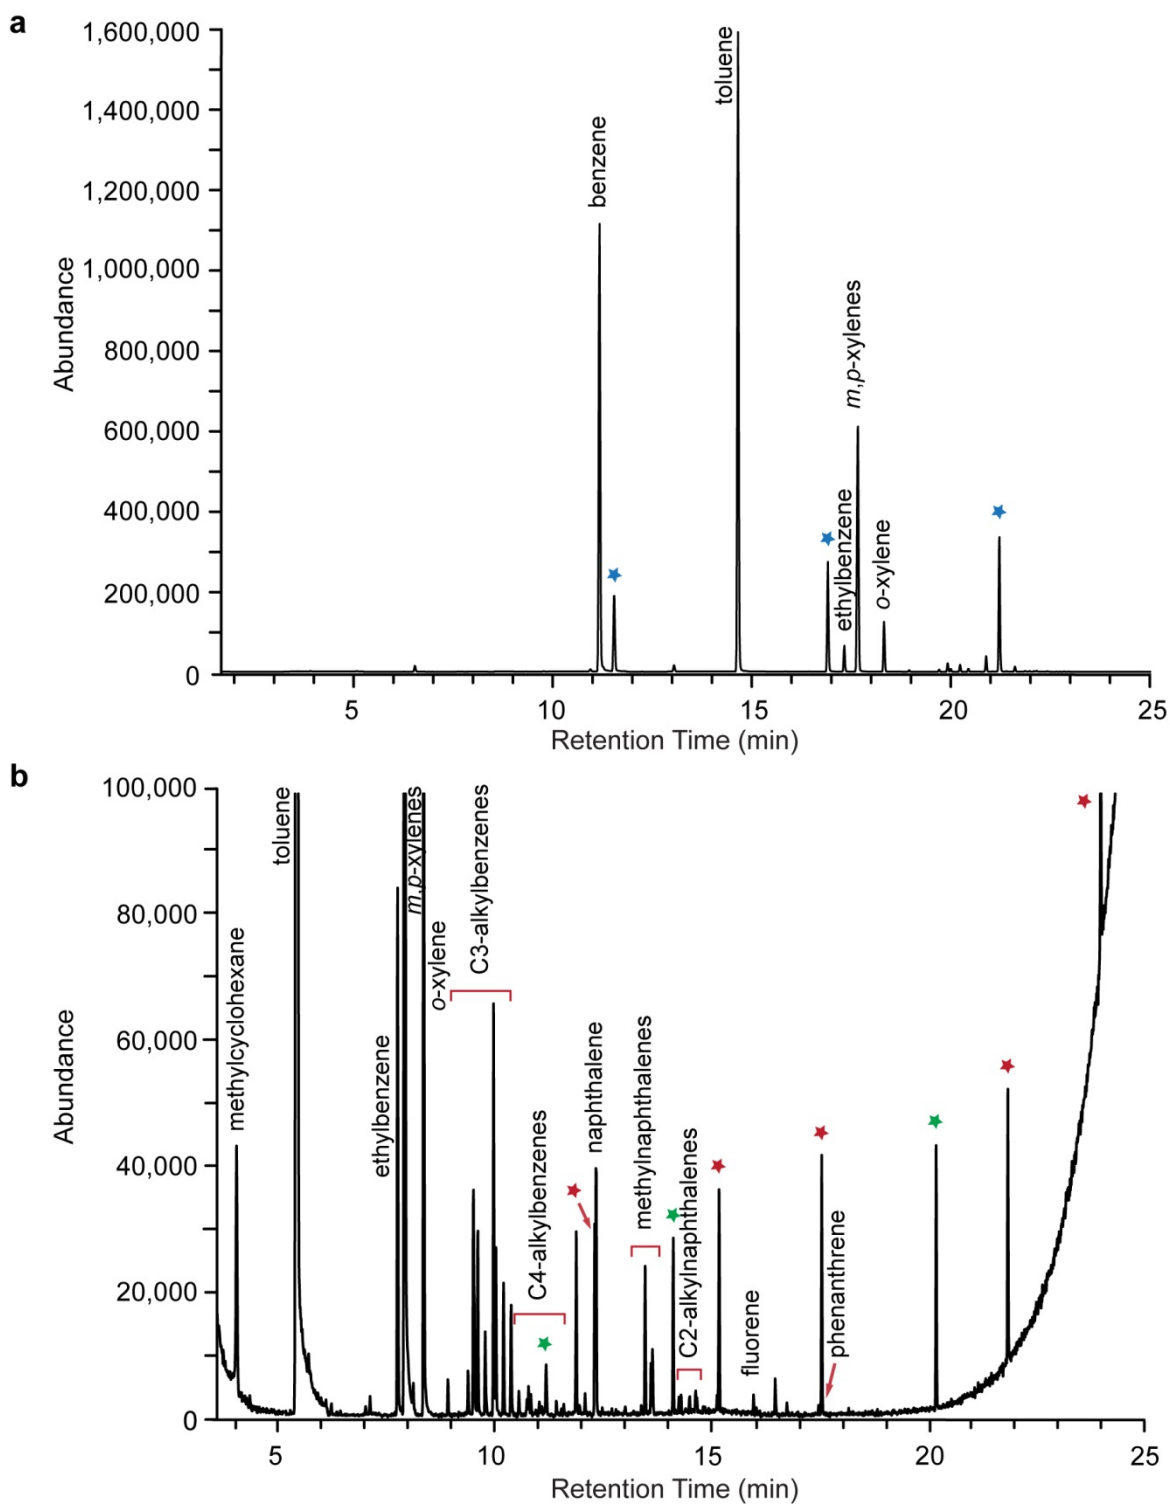 a
1,600,000
1,400,000
1,200,000
1,000,000
800,000
600,000
400,000
200,000
0
Abundance
benzene
toluene
ethylbenzene
m,p-xylenes
o-xylene
5
10
15
20
25
Retention Time (min)
b
100,000
80,000
60,000
40,000
20,000
0
Abundance
methylcyclohexane
toluene
ethylbenzene
m,p-xylenes
o-xylene
C3-alkylbenzenes
C4-alkylbenzenes
naphthalene
methylnaphthalenes
C2-alkylnaphthalenes
fluorene
phenanthrene
5
10
15
20
25
Retention Time (min)